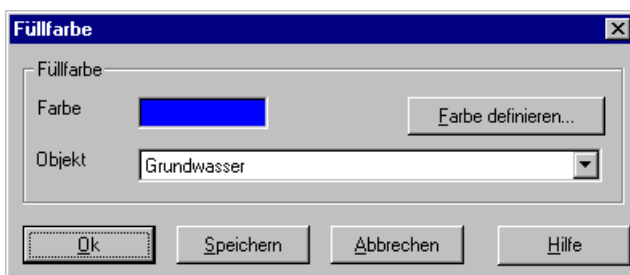 Füllfarbe
Füllfarbe
Farbe
Farbe definieren...
Objekt
Grundwasser
Ok Speichern Abbrechen Hilfe